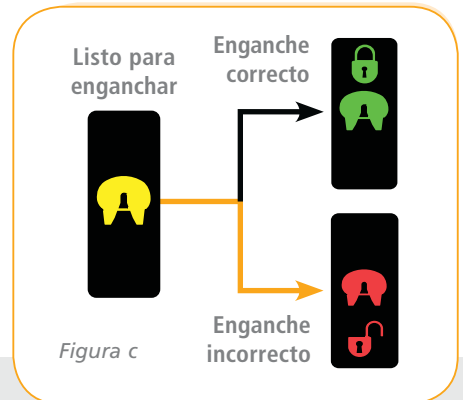 Listo para
enganchar
Enganche
correcto
Enganche
incorrecto
Figura c